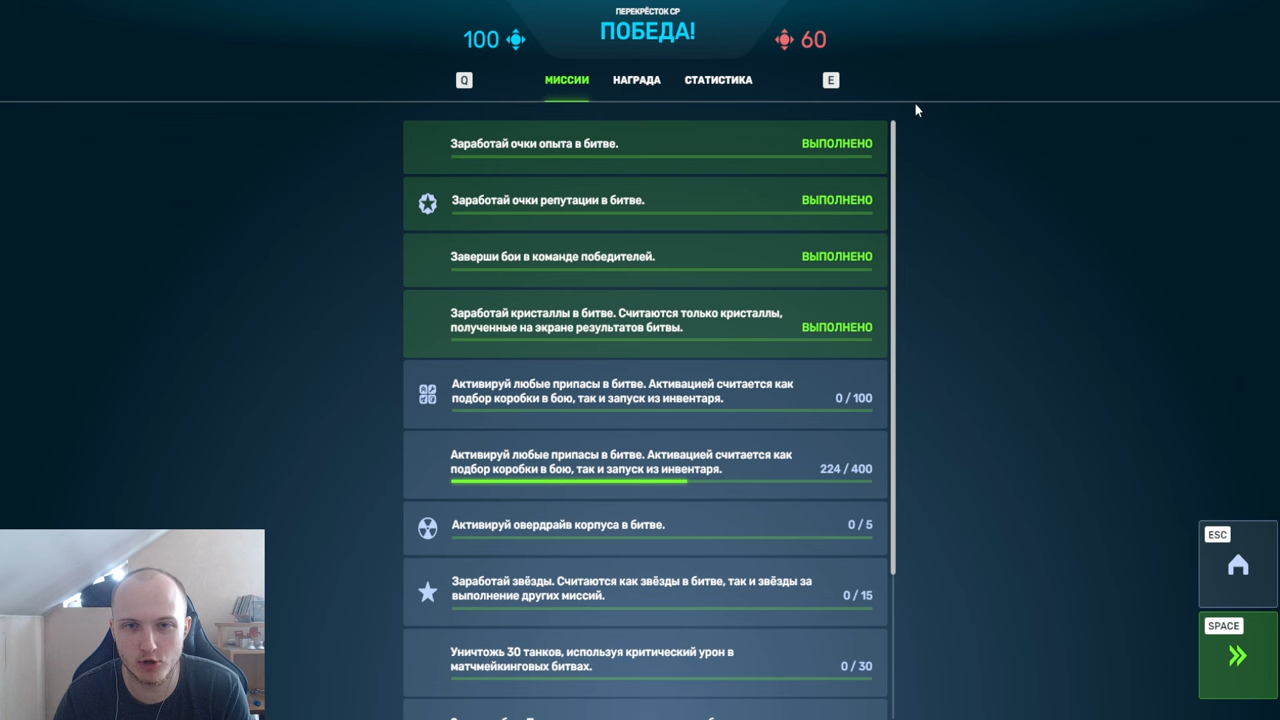 ПЕРЕКРЁСТОК CP
ПОБЕДА!
100
60
Q
МИССИИ
НАГРАДА
СТАТИСТИКА
E
Заработай очки опыта в битве.
ВЫПОЛНЕНО
Заработай очки репутации в битве.
ВЫПОЛНЕНО
Заверши бои в команде победителей.
ВЫПОЛНЕНО
Заработай кристаллы в битве. Считаются только кристаллы,
полученные на экране результатов битвы.
ВЫПОЛНЕНО
Активируй любые припасы в битве. Активацией считается как
подбор коробки в бою, так и запуск из инвентаря.
0 / 100
Активируй любые припасы в битве. Активацией считается как
подбор коробки в бою, так и запуск из инвентаря.
224 / 400
Активируй овердрайв корпуса в битве.
0 / 5
Заработай звёзды. Считаются как звёзды в битве, так и звёзды за
выполнение других миссий.
0 / 15
Уничтожь 30 танков, используя критический урон в
матчмейкинговых битвах.
0 / 30
ESC
SPACE